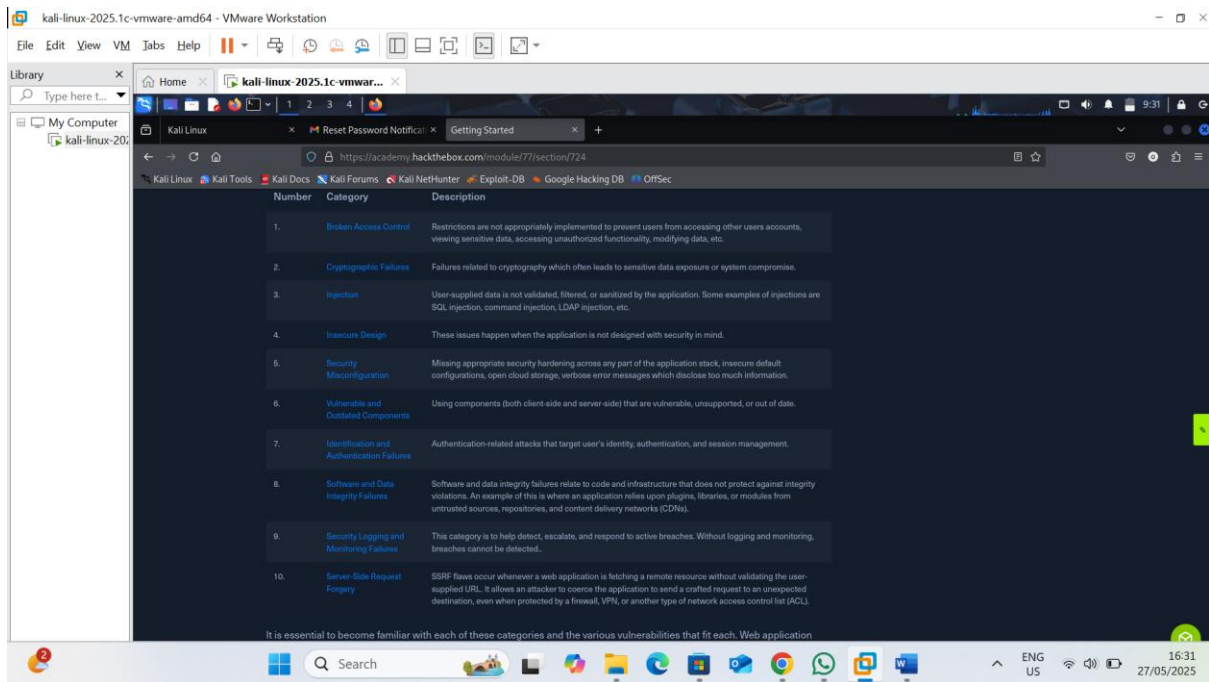 kali-linux-2025.1c-vmware-amd64 - VMware Workstation
File Edit View VM Tabs Help
Library
Type here t...
My Computer
kali-linux-202
Home
kali-linux-2025.1c-vmwar...
1 2 3 4
9:31
Kali Linux
Reset Password Notificati
Getting Started
https://academy.hackthebox.com/module/77/section/724
Kali Linux Kali Tools Kali Docs Kali Forums Kali NetHunter Exploit-DB Google Hacking DB OffSec
Number Category Description
1. Broken Access Control Restrictions are not appropriately implemented to prevent users from accessing other users accounts,
viewing sensitive data, accessing unauthorized functionality, modifying data, etc.
2. Cryptographic Failures Failures related to cryptography which often leads to sensitive data exposure or system compromise.
3. Injection User-supplied data is not validated, filtered, or sanitized by the application. Some examples of injections are
SQL injection, command injection, LDAP injection, etc.
4. Insecure Design These issues happen when the application is not designed with security in mind.
5. Security Missing appropriate security hardening across any part of the application stack, insecure default
Misconfiguration configurations, open cloud storage, verbose error messages which disclose too much information.
6. Vulnerable and Using components (both client-side and server-side) that are vulnerable, unsupported, or out of date.
Outdated Components
7. Identification and Authentication-related attacks that target user's identity, authentication, and session management.
Authentication Failures
8. Software and Data Software and data integrity failures relate to code and infrastructure that does not protect against integrity
Integrity Failures violations. An example of this is where an application relies upon plugins, libraries, or modules from
untrusted sources, repositories, and content delivery networks (CDNs).
9. Security Logging and This category is to help detect, escalate, and respond to active breaches. Without logging and monitoring,
Monitoring Failures breaches cannot be detected..
10. Server-Side Request SSRF flaws occur whenever a web application is fetching a remote resource without validating the user-
Forgery supplied URL. It allows an attacker to coerce the application to send a crafted request to an unexpected
destination, even when protected by a firewall, VPN, or another type of network access control list (ACL).
It is essential to become familiar with each of these categories and the various vulnerabilities that fit each. Web application
2
Search
ENG
US
16:31
27/05/2025